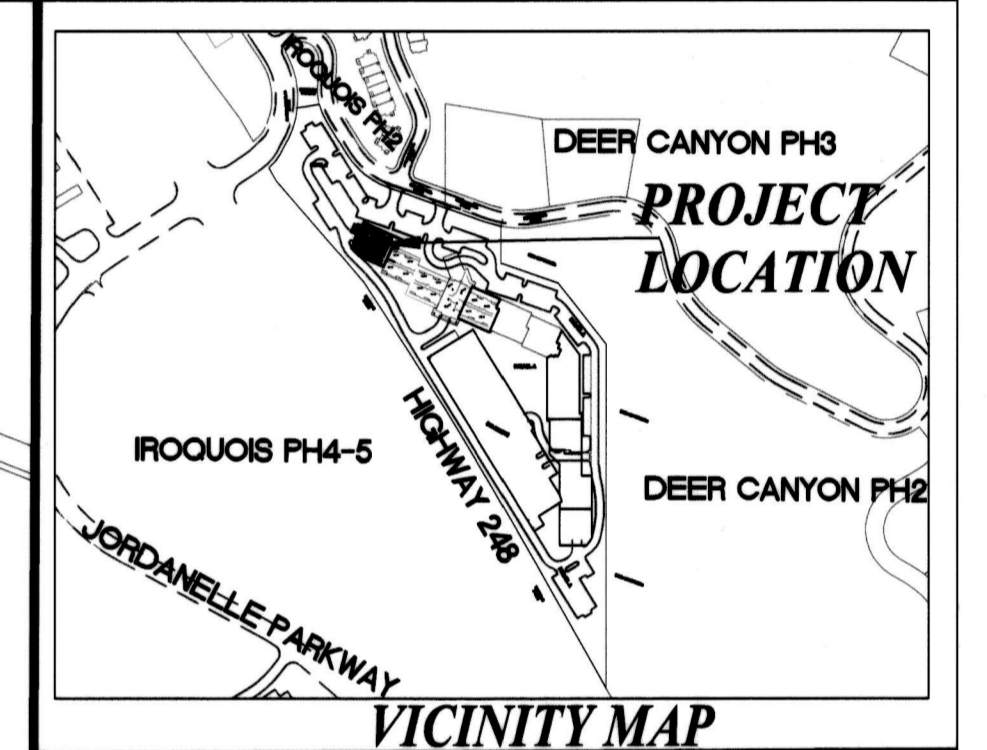 IROQUOIS PH2
DEER CANYON PH3
PROJECT
LOCATION
IROQUOIS PH4-5
HIGHWAY 248
DEER CANYON PH2
JORDANELLE PARKWAY
VICINITY MAP